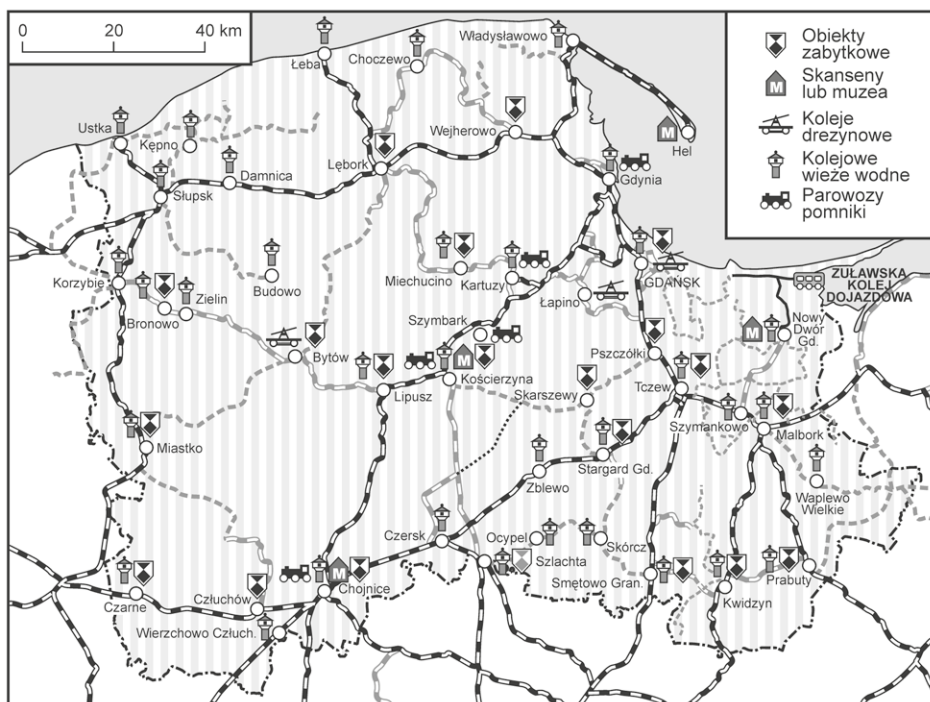 0
20
40 km
Obiekty
zabytkowe
M
Skanseny
lub muzea
Koleje
drezynowe
Kolejowe
wieże wodne
Parowozy
pomniki
Łeba
Choczewo
Władysławowo
Ustka
Kępno
Wejherowo
M
Hel
Lębork
Gdynia
Damnica
Słupsk
Korzybie
Budowo
Miechucino
Kartuzy
GDAŃSK
ŻUŁAWSKA
KOLEJ
DOJAZDOWA
Zielin
Bronowo
Łapino
Szymbark
M
Nowy
Dwór
Gd.
Bytów
Pszczółki
M
Lipusz
Kościerzyna
Skarszewy
Tczew
Szymankowo
Malbork
Miastko
Stargard Gd.
Zblewo
Waplewo
Wielkie
Czersk
Ocypel
Skórcz
Szlachta
M
Chojnice
Smętowo Gran.
Kwidzyn
Prabuty
Czarne
Człuchów
Wierzchowo Człuch.